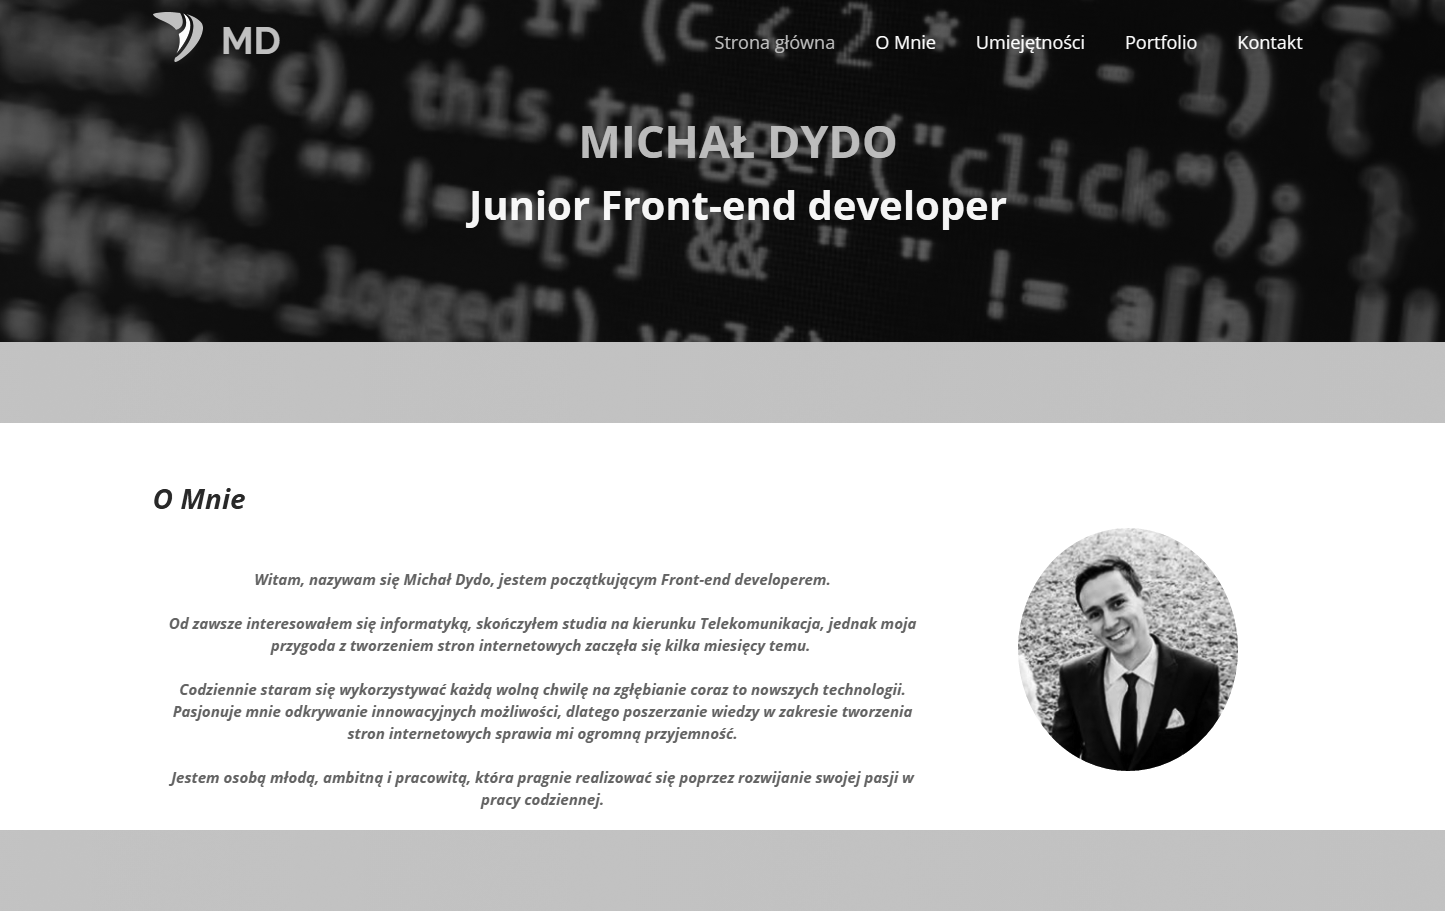 MD
Strona główna
O Mnie
Umiejętności
Portfolio
Kontakt
this.trigger("click");
MICHAŁ DYDO
Junior Front-end developer
O Mnie
Witam, nazywam się Michał Dydo, jestem początkującym Front-end developerem.
Od zawsze interesowałem się informatyką, skończyłem studia na kierunku Telekomunikacja, jednak moja
przygoda z tworzeniem stron internetowych zaczęła się kilka miesięcy temu.
Codziennie staram się wykorzystywać każdą wolną chwilę na zgłębianie coraz to nowszych technologii.
Pasjonuje mnie odkrywanie innowacyjnych możliwości, dlatego poszerzanie wiedzy w zakresie tworzenia
stron internetowych sprawia mi ogromną przyjemność.
Jestem osobą młodą, ambitną i pracowitą, która pragnie realizować się poprzez rozwijanie swojej pasji w
pracy codziennej.